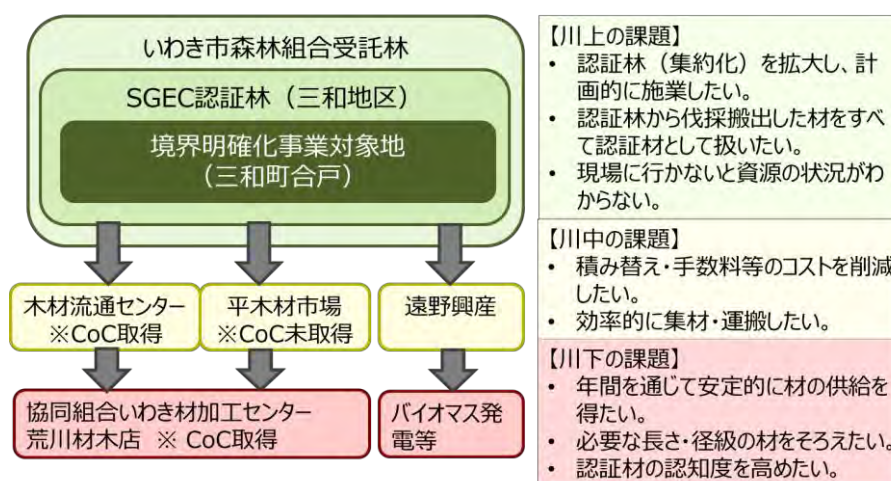 いわき市森林組合受託林
SGEC認証林（三和地区）
境界明確化事業対象地
（三和町合戸）
木材流通センター
※CoC取得
平木材市場
※CoC未取得
遠野興産
協同組合いわき材加工センター
荒川材木店 ※ CoC取得
バイオマス発
電等
【川上の課題】
• 認証林（集約化）を拡大し、計
画的に施業したい。
• 認証林から伐採搬出した材をすべ
て認証材として扱いたい。
• 現場に行かないと資源の状況がわ
からない。
【川中の課題】
• 積み替え・手数料等のコストを削減
したい。
• 効率的に集材・運搬したい。
【川下の課題】
• 年間を通じて安定的に材の供給を
得たい。
• 必要な長さ・径級の材をそろえたい。
• 認証材の認知度を高めたい。